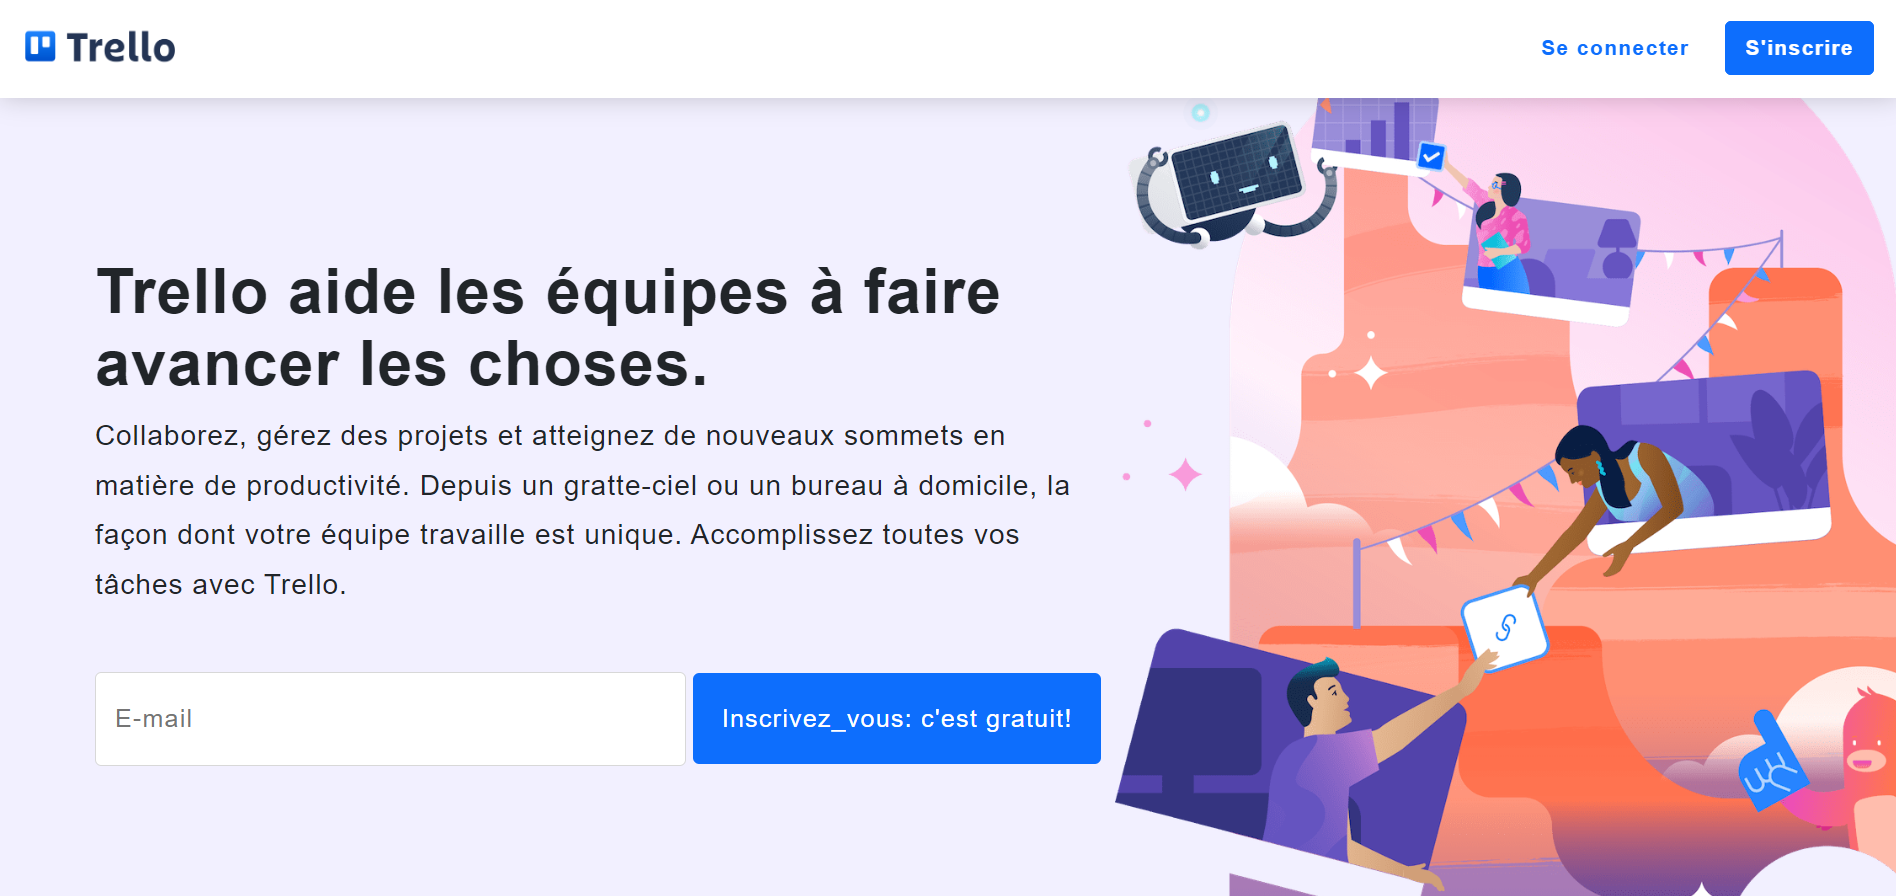 Trello
Se connecter
S'inscrire
Trello aide les équipes à faire
avancer les choses.
Collaborez, gérez des projets et atteignez de nouveaux sommets en
matière de productivité. Depuis un gratte-ciel ou un bureau à domicile, la
façon dont votre équipe travaille est unique. Accomplissez toutes vos
tâches avec Trello.
E-mail
Inscrivez_vous: c'est gratuit!